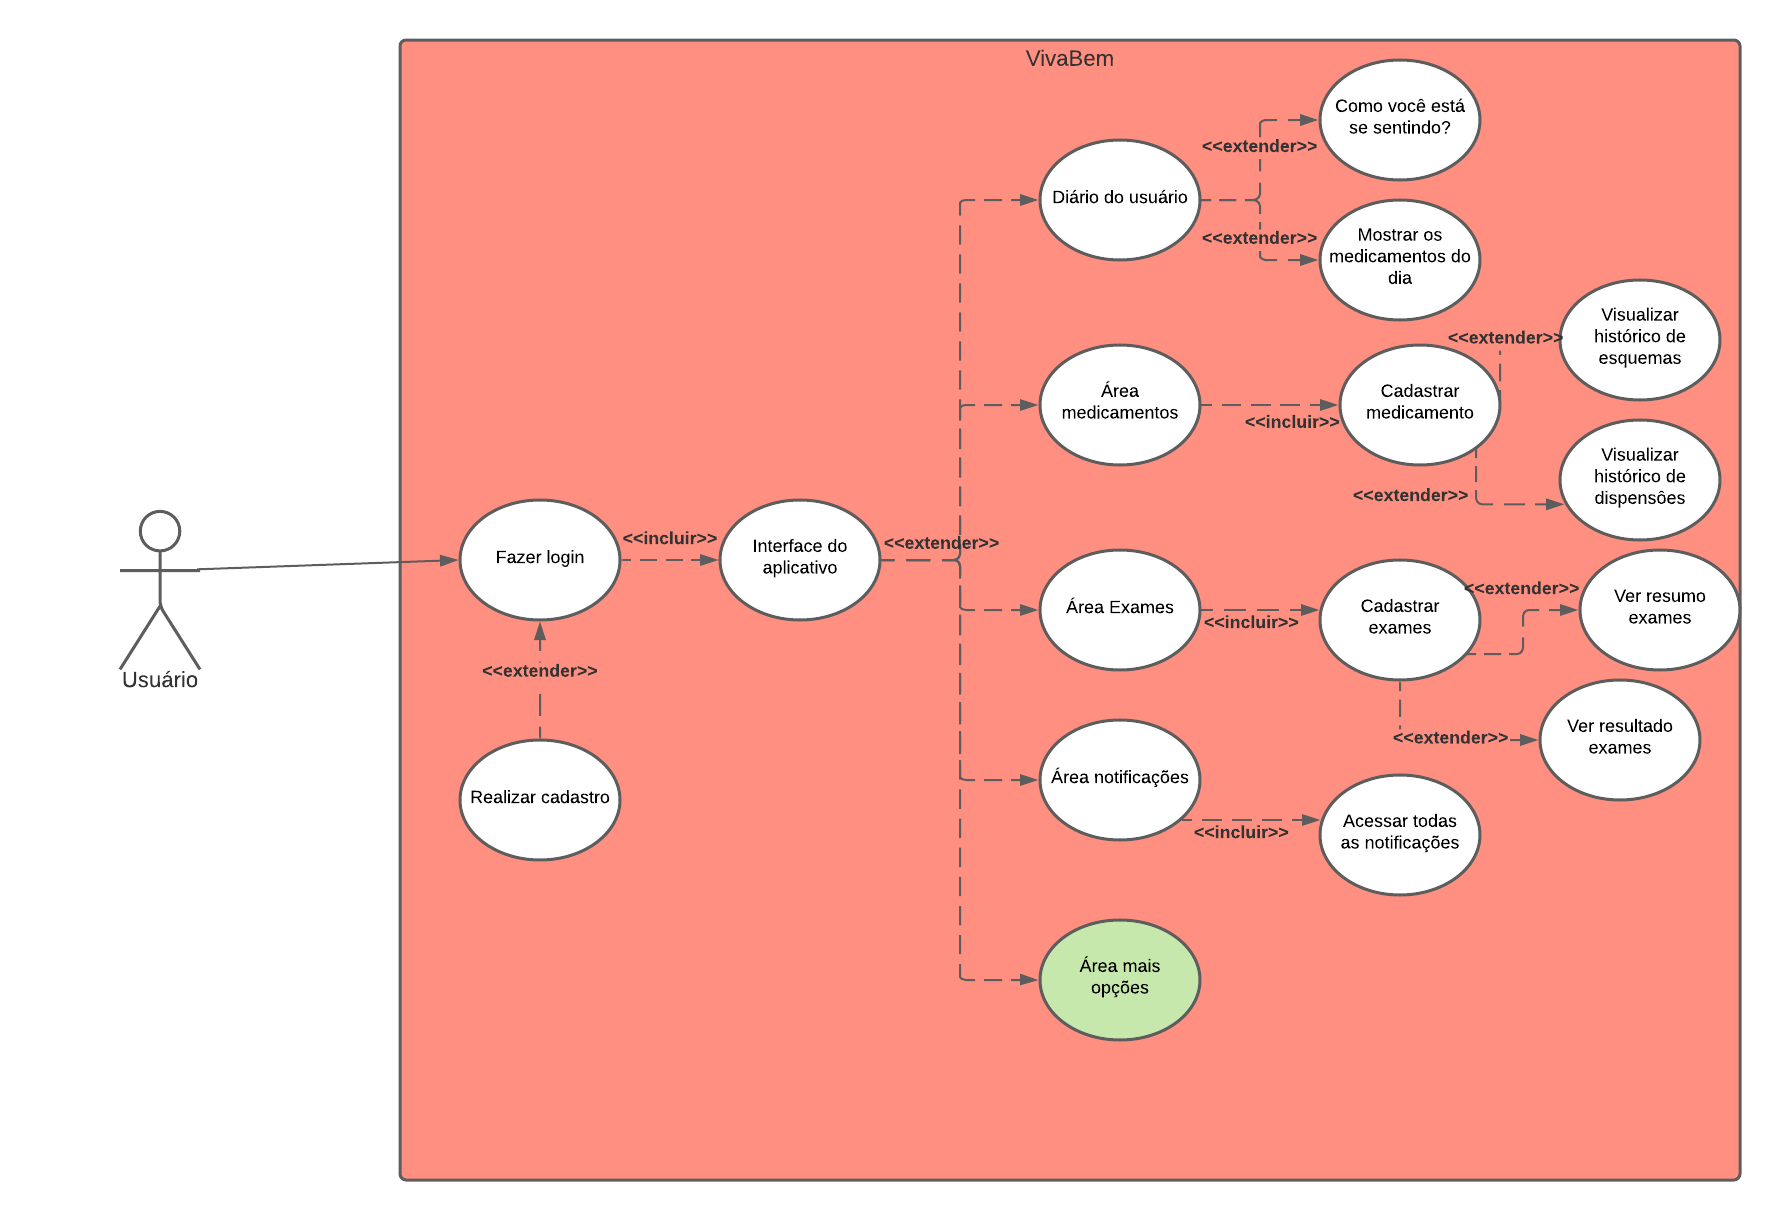 VivaBem
Como você está
se sentindo?
<<extender>>
Diário do usuário
<<extender>>
Mostrar os
medicamentos do
dia
Visualizar
histórico de
esquemas
<<extender>>
Área
medicamentos
<<incluir>>
Cadastrar
medicamento
Visualizar
histórico de
dispensôes
<<extender>>
Usuário
Fazer login
<<incluir>>
Interface do
aplicativo
<<extender>>
Área Exames
<<incluir>>
Cadastrar
exames
<<extender>>
Ver resumo
exames
<<extender>>
Ver resultado
exames
<<extender>>
Realizar cadastro
Área notificações
<<incluir>>
Acessar todas
as notificações
Área mais
opções